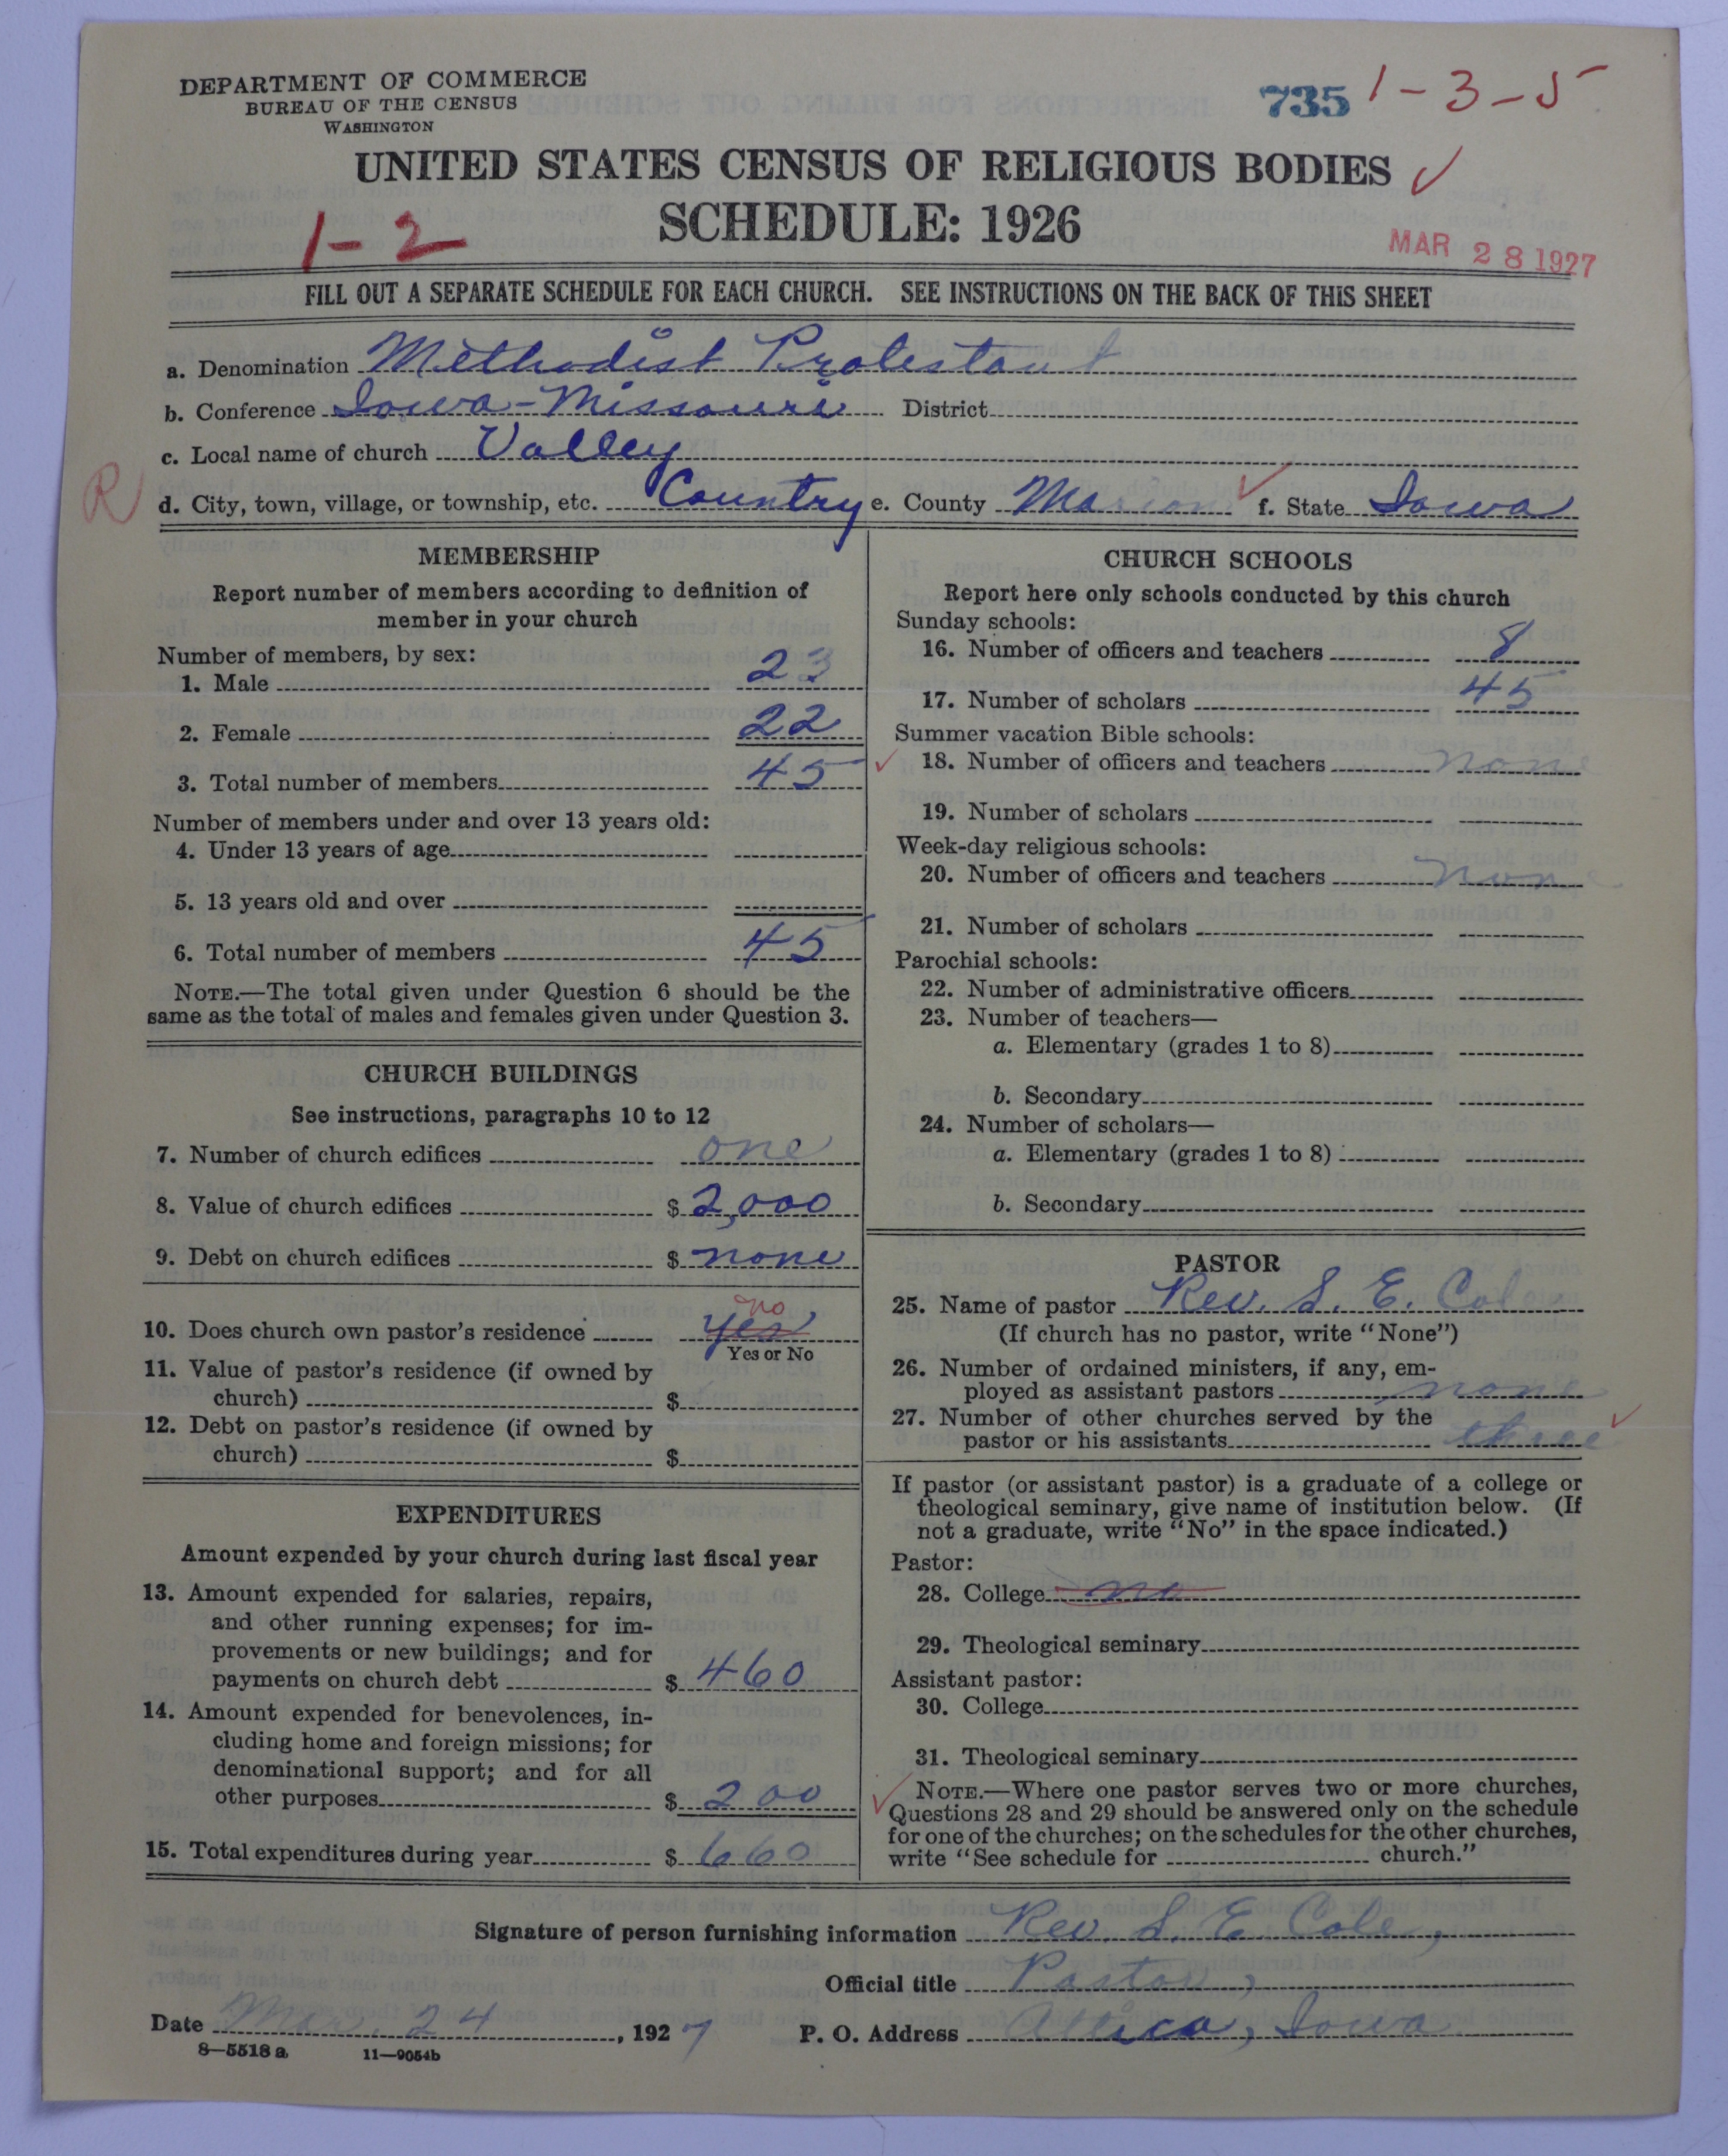 DEPARTMENT OF COMMERCE
BUREAU OF THE CENSUS
WASHINGTON
735 1-3-5
UNITED STATES CENSUS OF RELIGIOUS BODIES
1-2 SCHEDULE: 1926
MAR 28 1927
FILL OUT A SEPARATE SCHEDULE FOR EACH CHURCH. SEE INSTRUCTIONS ON THE BACK OF THIS SHEET
a. Denomination Methodist Protestant
b. Conference Iowa-Missouri District
c. Local name of church Valley
R d. City, town, village, or township, etc. Country e. County Marion f. State Iowa
MEMBERSHIP
Report number of members according to definition of
member in your church
Number of members, by sex:
1. Male 23
2. Female 22
3. Total number of members 45
Number of members under and over 13 years old:
4. Under 13 years of age
5. 13 years old and over
6. Total number of members 45
NOTE.—The total given under Question 6 should be the
same as the total of males and females given under Question 3.
CHURCH BUILDINGS
See instructions, paragraphs 10 to 12
7. Number of church edifices one
8. Value of church edifices $ 2,000
9. Debt on church edifices $ none
no
10. Does church own pastor's residence yes
Yes or No
11. Value of pastor's residence (if owned by
church) $
12. Debt on pastor's residence (if owned by
church) $
EXPENDITURES
Amount expended by your church during last fiscal year
13. Amount expended for salaries, repairs,
and other running expenses; for im-
provements or new buildings; and for
payments on church debt $ 460
14. Amount expended for benevolences, in-
cluding home and foreign missions; for
denominational support; and for all
other purposes $ 200
15. Total expenditures during year $ 660
CHURCH SCHOOLS
Report here only schools conducted by this church
Sunday schools:
16. Number of officers and teachers 8
17. Number of scholars 45
Summer vacation Bible schools:
18. Number of officers and teachers none
19. Number of scholars
Week-day religious schools:
20. Number of officers and teachers none
21. Number of scholars
Parochial schools:
22. Number of administrative officers
23. Number of teachers—
a. Elementary (grades 1 to 8)
b. Secondary
24. Number of scholars—
a. Elementary (grades 1 to 8)
b. Secondary
PASTOR
25. Name of pastor Rev. S. E. Col
(If church has no pastor, write "None")
26. Number of ordained ministers, if any, em-
ployed as assistant pastors none
27. Number of other churches served by the
pastor or his assistants three
If pastor (or assistant pastor) is a graduate of a college or
theological seminary, give name of institution below. (If
not a graduate, write "No" in the space indicated.)
Pastor:
28. College no
29. Theological seminary
Assistant pastor:
30. College
31. Theological seminary
NOTE.—Where one pastor serves two or more churches,
Questions 28 and 29 should be answered only on the schedule
for one of the churches; on the schedules for the other churches,
write "See schedule for church."
Signature of person furnishing information Rev. S. E. Cole,
Official title Pastor,
Date Mar. 24, 1927 P. O. Address Attica, Iowa
8—5518 a 11—9054b